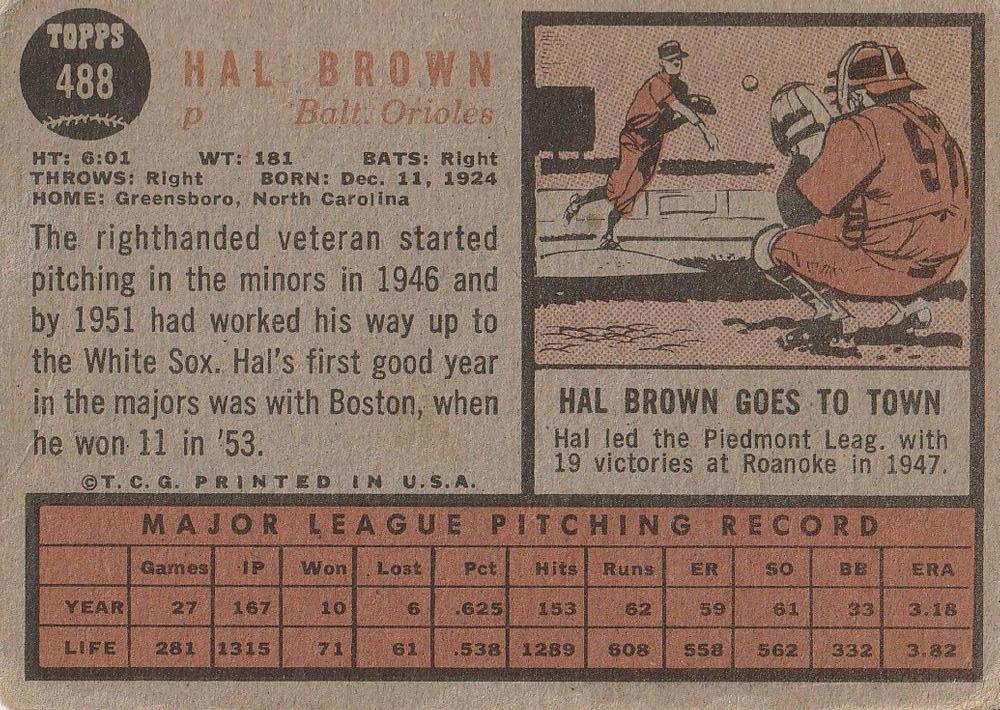 TOPPS
488
HAL BROWN
p Balt. Orioles
HT: 6:01 WT: 181 BATS: Right
THROWS: Right BORN: Dec. 11, 1924
HOME: Greensboro, North Carolina
The righthanded veteran started
pitching in the minors in 1946 and
by 1951 had worked his way up to
the White Sox. Hal's first good year
in the majors was with Boston, when
he won 11 in '53.
©T.C.G. PRINTED IN U.S.A.
HAL BROWN GOES TO TOWN
Hal led the Piedmont Leag. with
19 victories at Roanoke in 1947.
MAJOR LEAGUE PITCHING RECORD
Games IP Won Lost Pct Hits Runs ER SO BB ERA
YEAR 27 167 10 6 .625 153 62 59 61 33 3.18
LIFE 281 1315 71 61 .538 1289 608 558 562 332 3.82